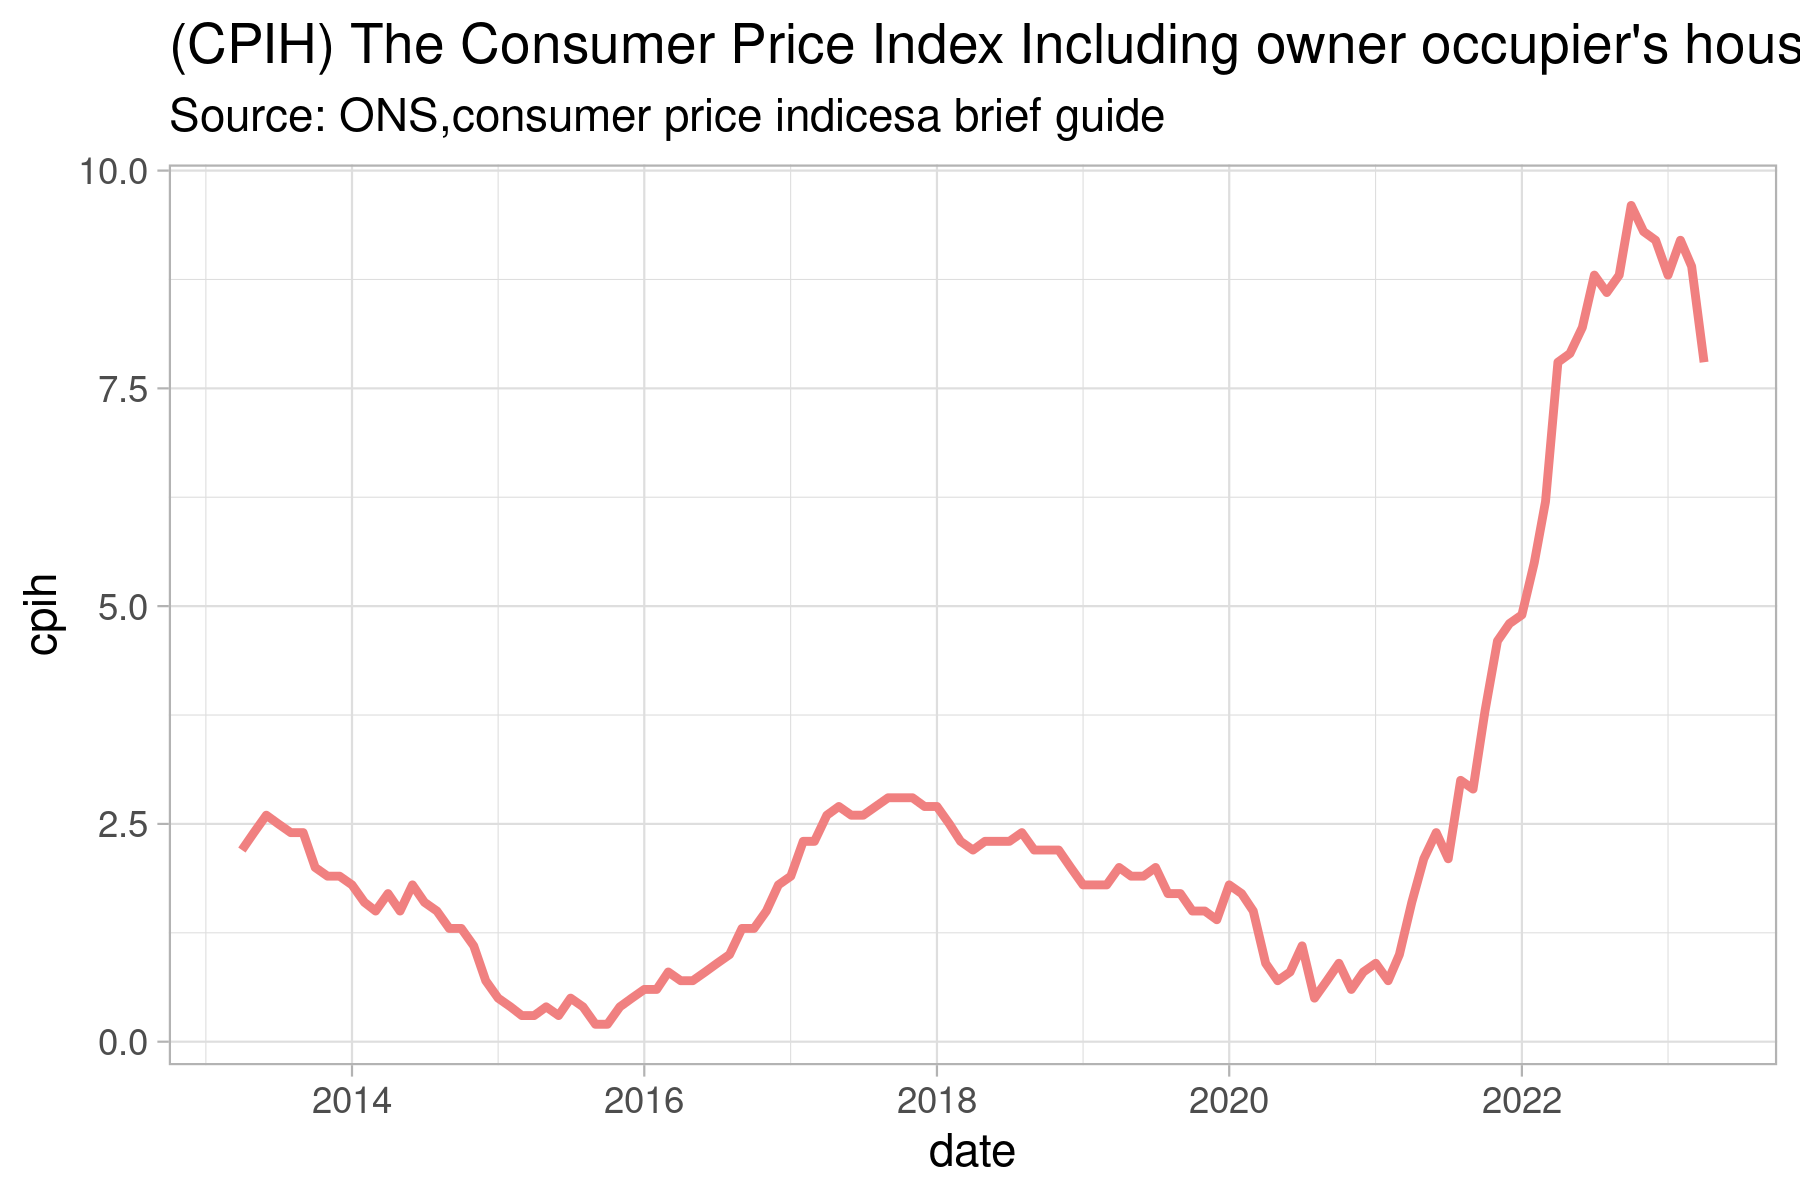 (CPIH) The Consumer Price Index Including owner occupier's hous
Source: ONS,consumer price indicesa brief guide
10.0
7.5
5.0
2.5
0.0
cpih
2014 2016 2018 2020 2022
date